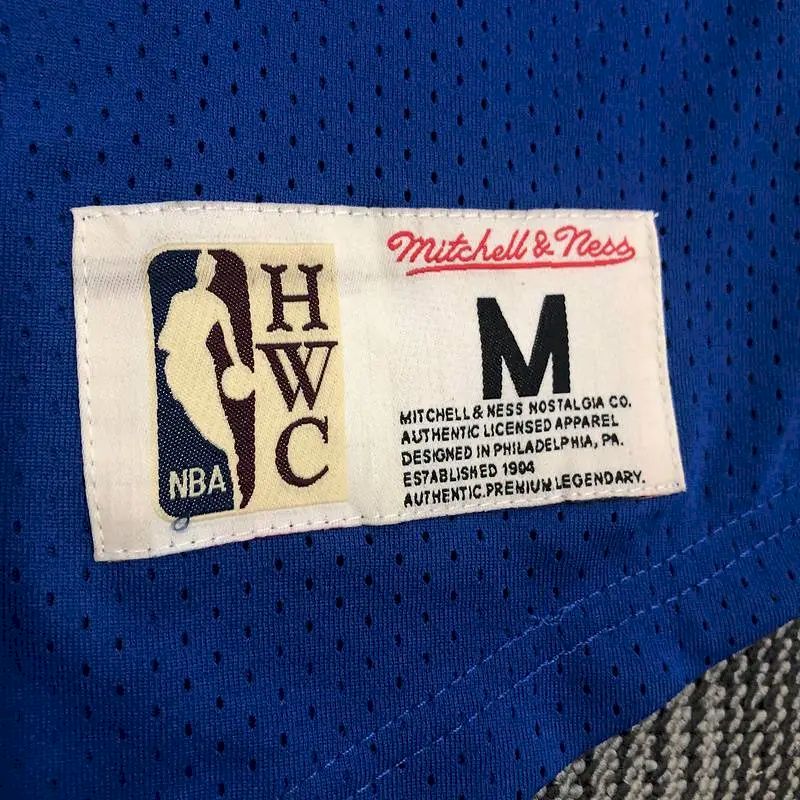 NBA
H
W
C
Mitchell & Ness
M
MITCHELL & NESS NOSTALGIA CO.
AUTHENTIC LICENSED APPAREL
DESIGNED IN PHILADELPHIA, PA.
ESTABLISHED 1904
AUTHENTIC.PREMIUM LEGENDARY.